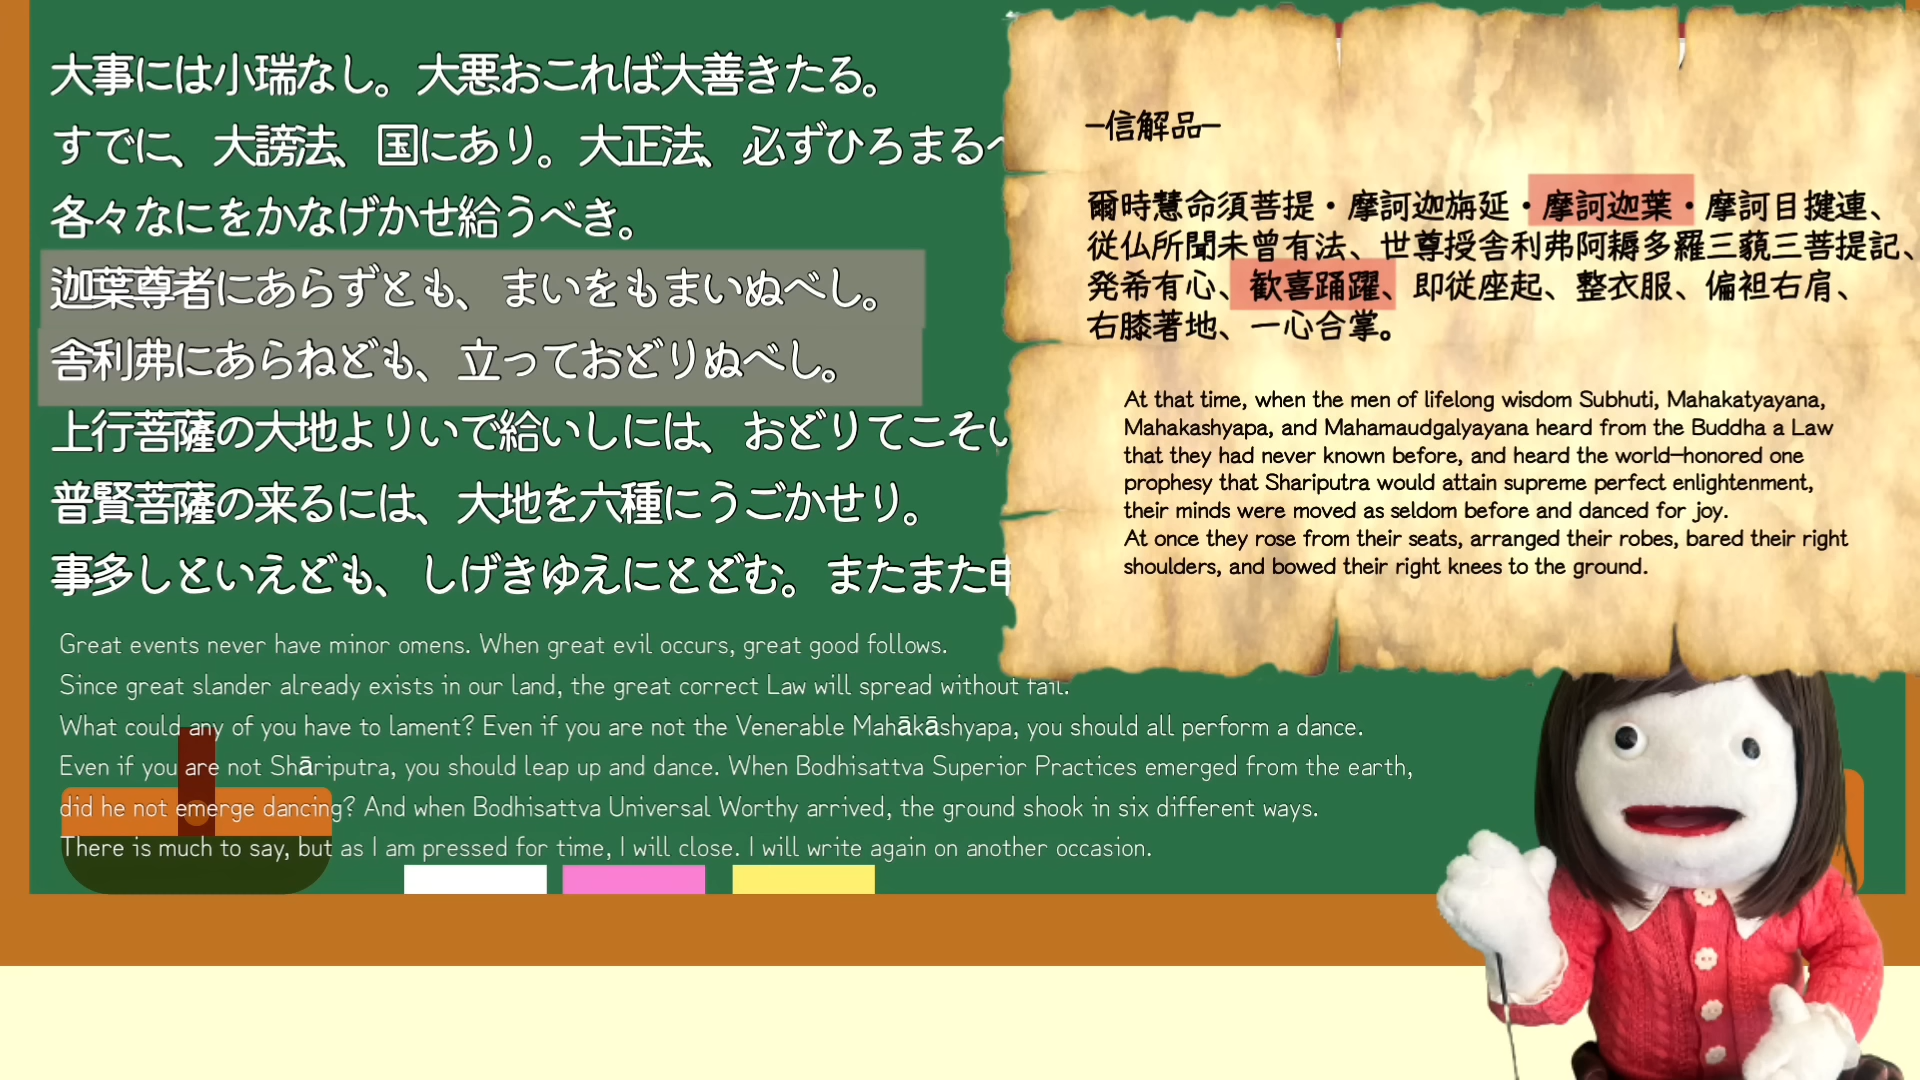 大事には小瑞なし。大悪おこれば大善きたる。
すでに、大謗法、国にあり。大正法、必ずひろまるべ
各々なにをかなげかせ給うべき。
迦葉尊者にあらずとも、まいをもまいぬべし。
舎利弗にあらねども、立っておどりぬべし。
上行菩薩の大地よりいで給いしには、おどりてこそい
普賢菩薩の来るには、大地を六種にうごかせり。
事多しといえども、しげきゆえにとどむ。またまた
Great events never have minor omens. When great evil occurs, great good follows.
Since great slander already exists in our land, the great correct Law will spread without fail.
What could any of you have to lament? Even if you are not the Venerable Mahākāshyapa, you should all perform a dance.
Even if you are not Shāriputra, you should leap up and dance. When Bodhisattva Superior Practices emerged from the earth,
did he not emerge dancing? And when Bodhisattva Universal Worthy arrived, the ground shook in six different ways.
There is much to say, but as I am pressed for time, I will close. I will write again on another occasion.
―信解品―
爾時慧命須菩提・摩訶迦旃延・摩訶迦葉・摩訶目揵連、
従仏所聞未曽有法、世尊授舎利弗阿耨多羅三藐三菩提記、
発希有心、歓喜踊躍、即従座起、整衣服、偏袒右肩、
右膝著地、一心合掌。
At that time, when the men of lifelong wisdom Subhuti, Mahakatyayana,
Mahakashyapa, and Mahamaudgalyayana heard from the Buddha a Law
that they had never known before, and heard the world―honored one
prophesy that Shariputra would attain supreme perfect enlightenment,
their minds were moved as seldom before and danced for joy.
At once they rose from their seats, arranged their robes, bared their right
shoulders, and bowed their right knees to the ground.